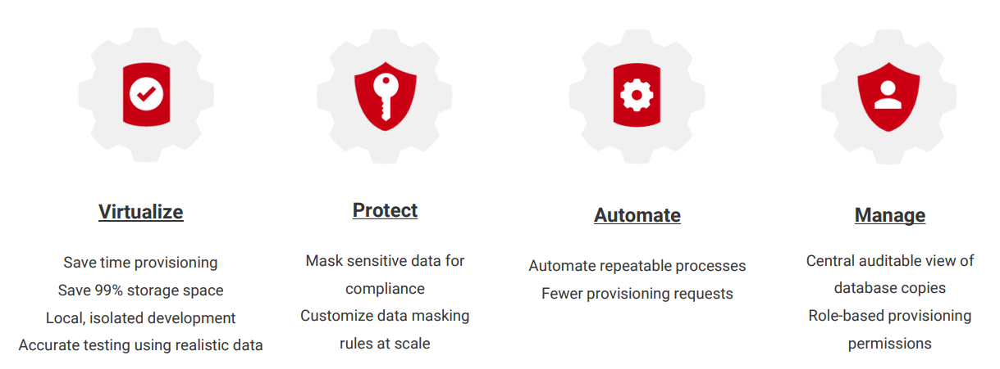 Virtualize
Save time provisioning
Save 99% storage space
Local, isolated development
Accurate testing using realistic data
Protect
Mask sensitive data for
compliance
Customize data masking
rules at scale
Automate
Automate repeatable processes
Fewer provisioning requests
Manage
Central auditable view of
database copies
Role-based provisioning
permissions